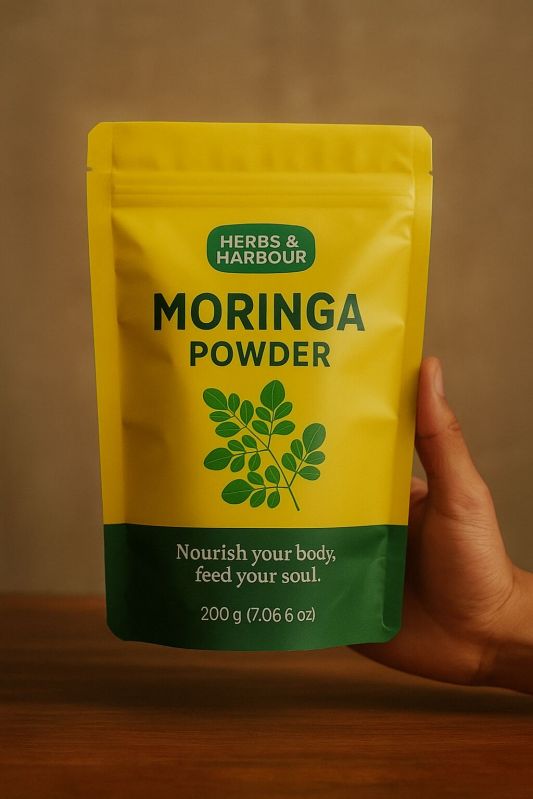 HERBS &
HARBOUR
MORINGA
POWDER
Nourish your body,
feed your soul.
200 g (7.06 6 oz)